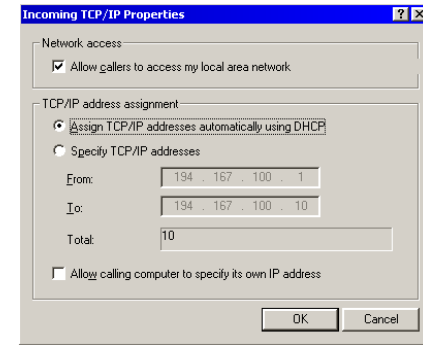 Incoming TCP/IP Properties
Network access
Allow callers to access my local area network
TCP/IP address assignment
Assign TCP/IP addresses automatically using DHCP
Specify TCP/IP addresses
From: 194 . 167 . 100 . 1
To: 194 . 167 . 100 . 10
Total: 10
Allow calling computer to specify its own IP address
OK Cancel